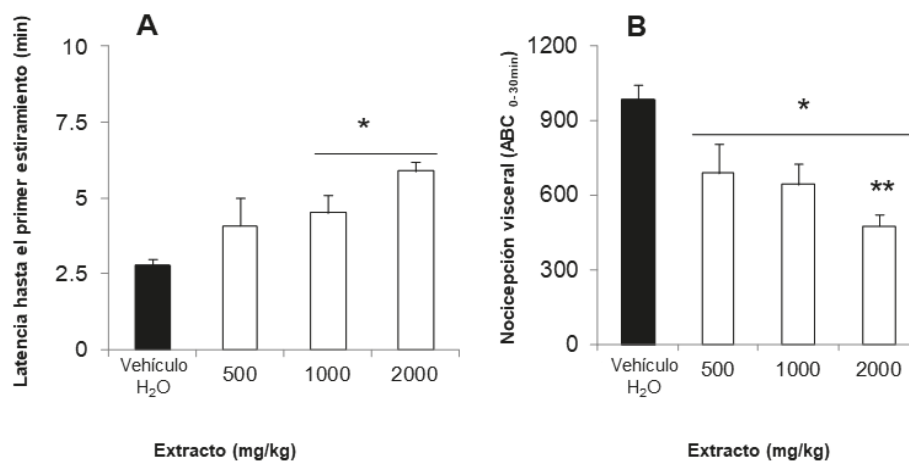 A
Latencia hasta el primer estiramiento (min)
10
7.5
5
2.5
0
*
Vehículo
H₂O
500
1000
2000
Extracto (mg/kg)
B
Nocicepción visceral (ABC 0-30min)
1200
900
600
300
0
*
**
Vehículo
H₂O
500
1000
2000
Extracto (mg/kg)